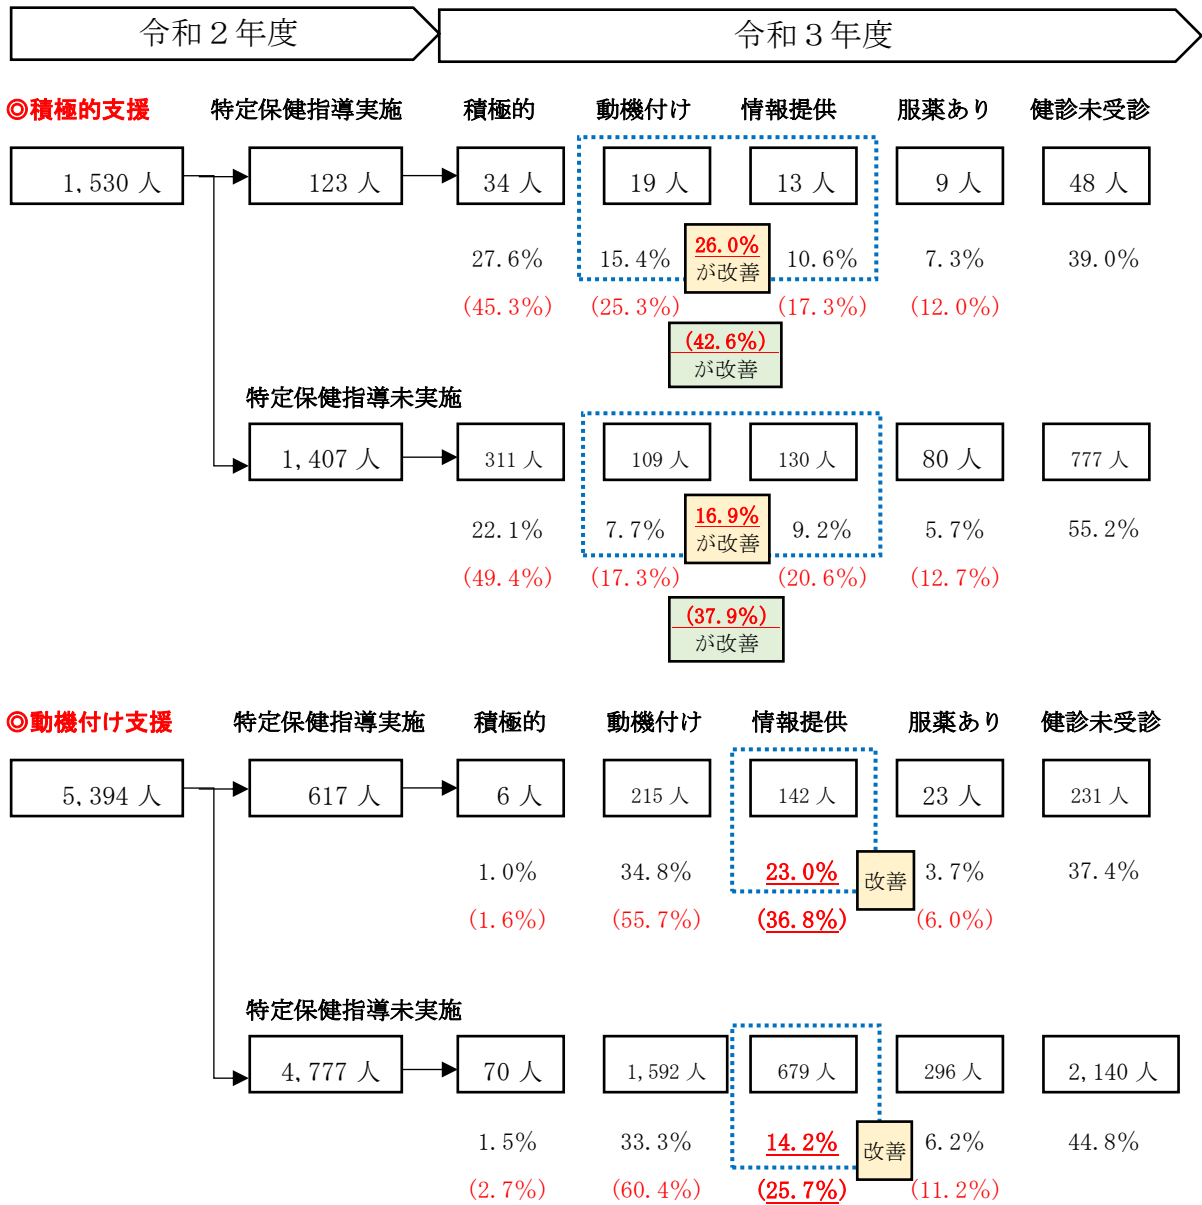 令和２年度
令和３年度
◎積極的支援 特定保健指導実施 積極的 動機付け 情報提供 服薬あり 健診未受診
1,530 人 123 人 34 人 19 人 13 人 9 人 48 人
27.6% 15.4% 26.0% 10.6% 7.3% 39.0%
が改善
(45.3%) (25.3%) (17.3%) (12.0%)
(42.6%)
が改善
特定保健指導未実施
1,407 人 311 人 109 人 130 人 80 人 777 人
22.1% 7.7% 16.9% 9.2% 5.7% 55.2%
が改善
(49.4%) (17.3%) (20.6%) (12.7%)
(37.9%)
が改善
◎動機付け支援 特定保健指導実施 積極的 動機付け 情報提供 服薬あり 健診未受診
5,394 人 617 人 6 人 215 人 142 人 23 人 231 人
1.0% 34.8% 23.0% 改善 3.7% 37.4%
(1.6%) (55.7%) (36.8%) (6.0%)
特定保健指導未実施
4,777 人 70 人 1,592 人 679 人 296 人 2,140 人
1.5% 33.3% 14.2% 改善 6.2% 44.8%
(2.7%) (60.4%) (25.7%) (11.2%)